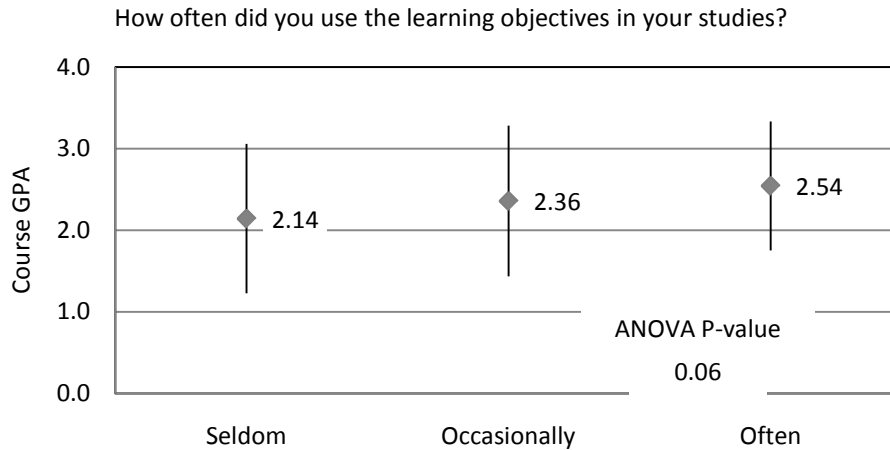 How often did you use the learning objectives in your studies?
4.0
3.0
2.0
1.0
0.0
Course GPA
2.14
2.36
2.54
ANOVA P-value
0.06
Seldom
Occasionally
Often